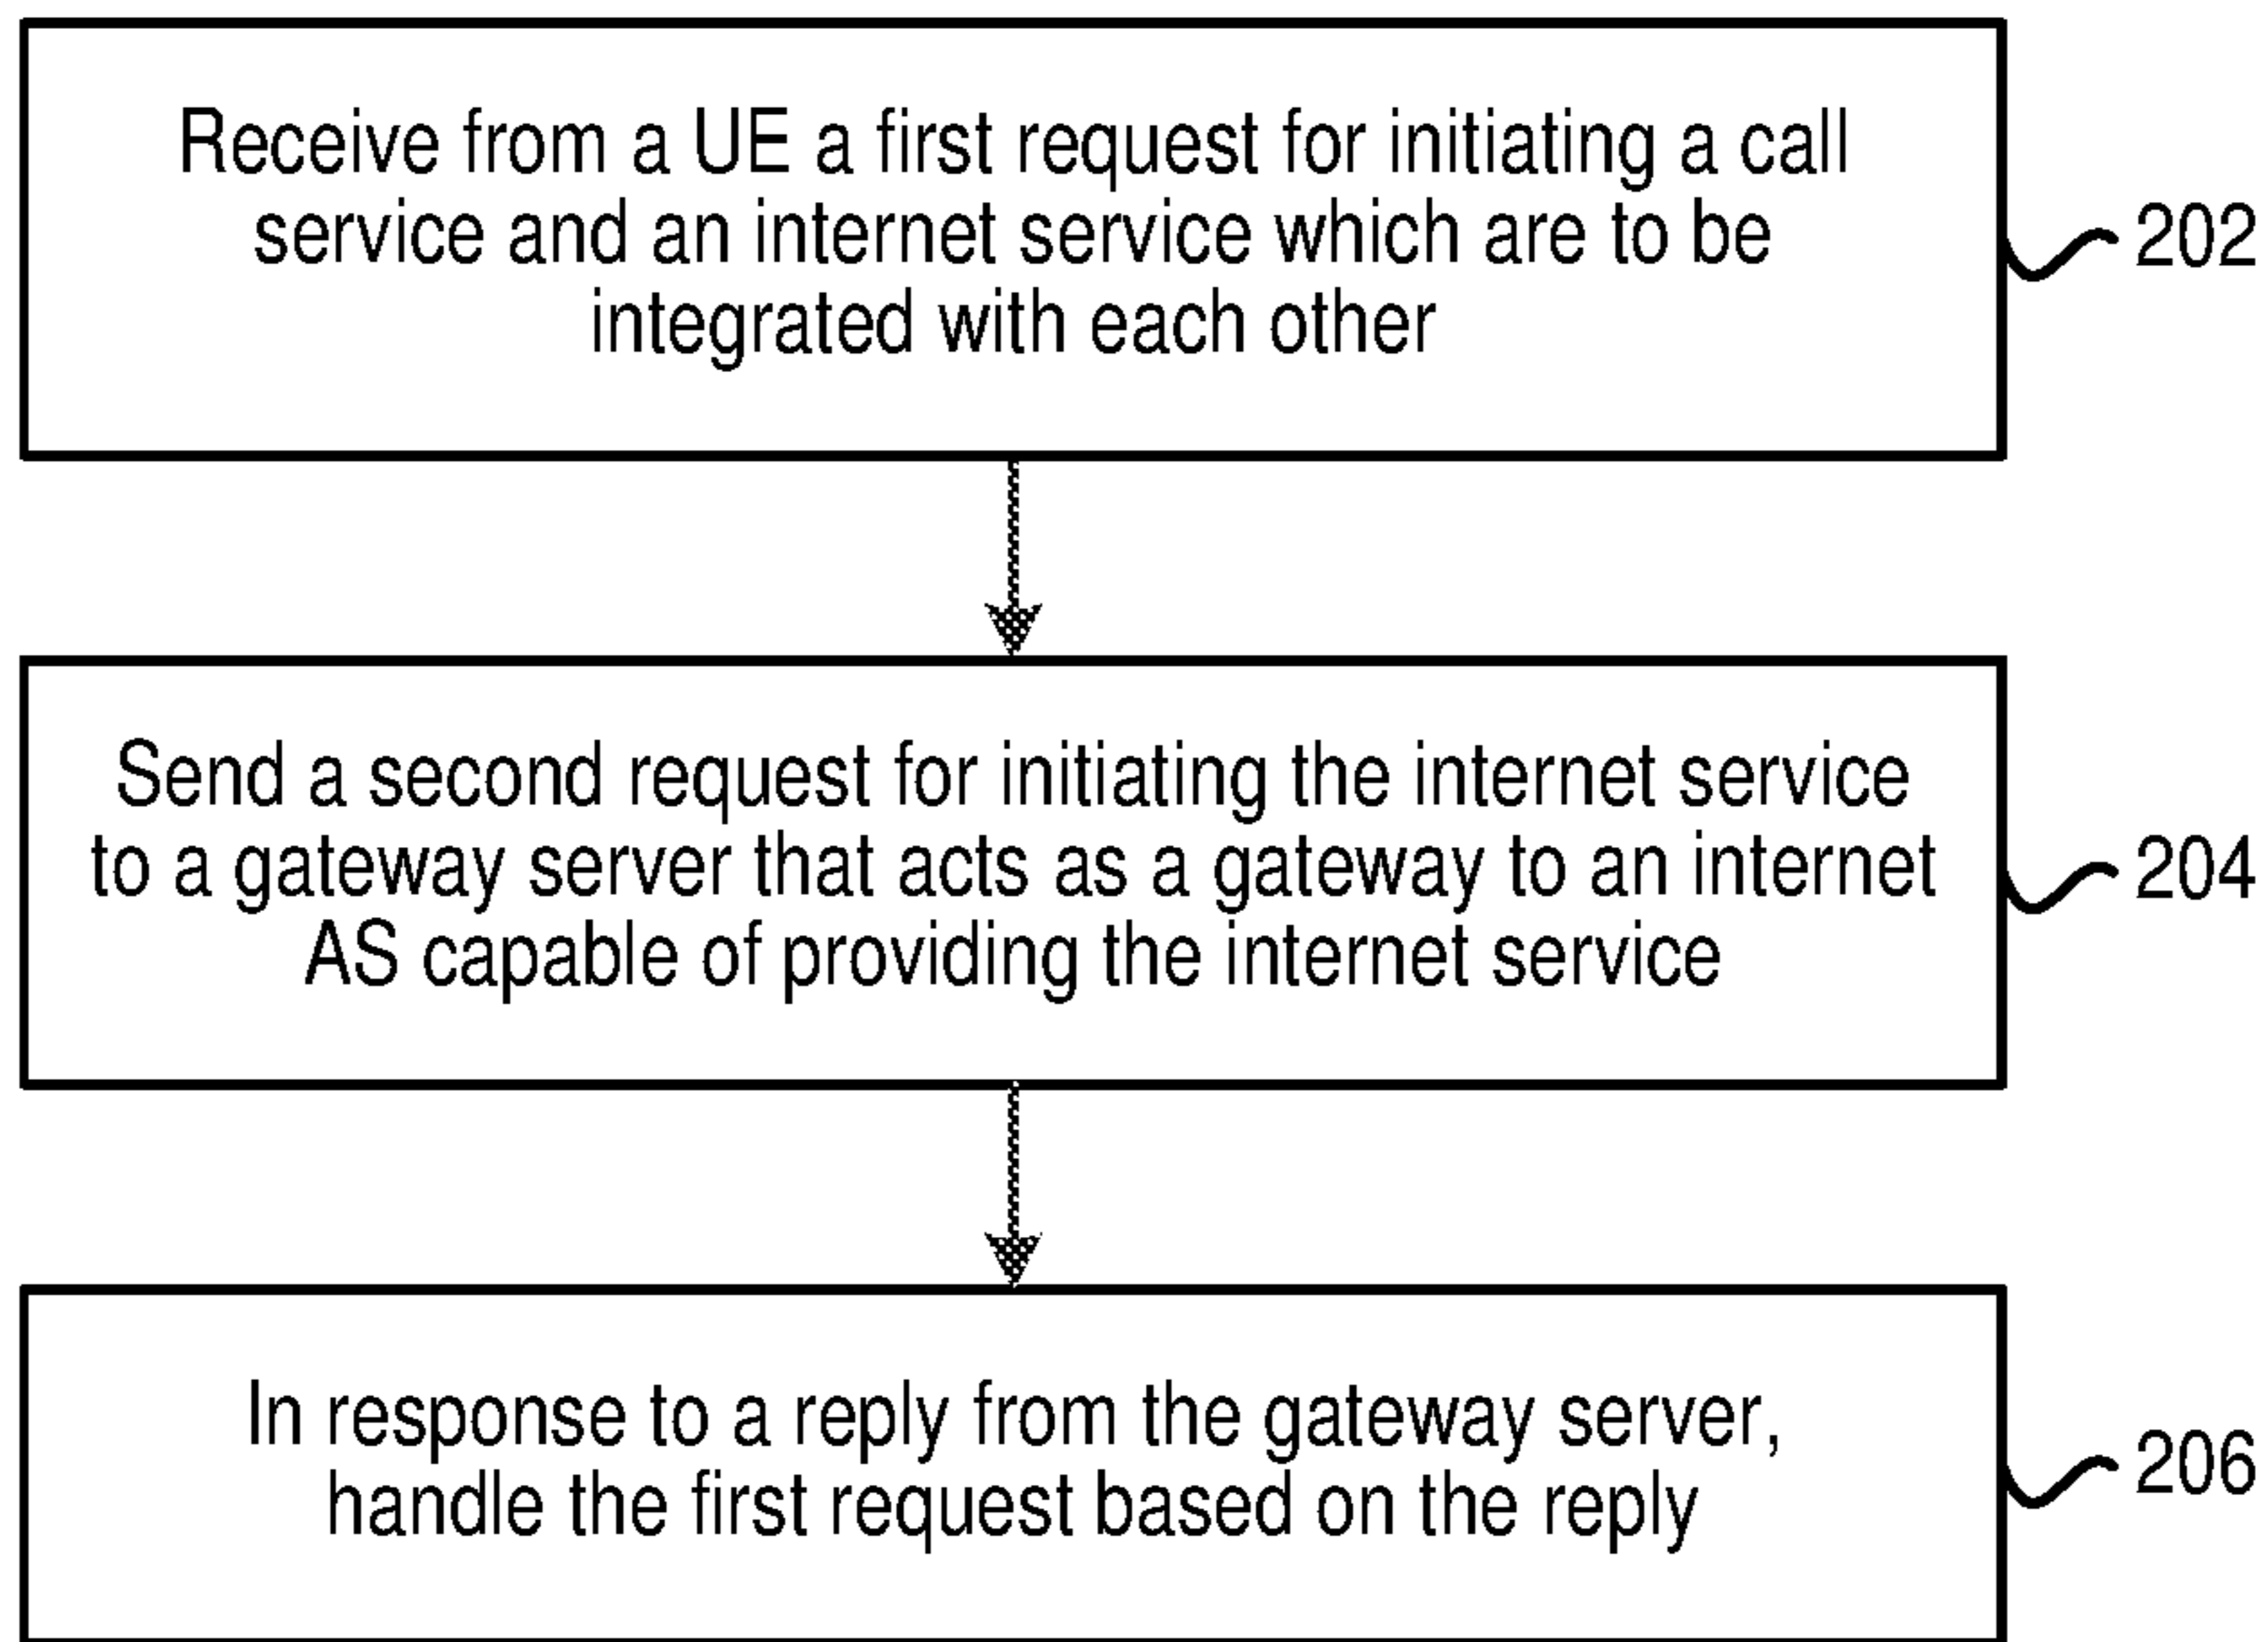 Receive from a UE a first request for initiating a call
service and an internet service which are to be
integrated with each other
202
Send a second request for initiating the internet service
to a gateway server that acts as a gateway to an internet
AS capable of providing the internet service
204
In response to a reply from the gateway server,
handle the first request based on the reply
206